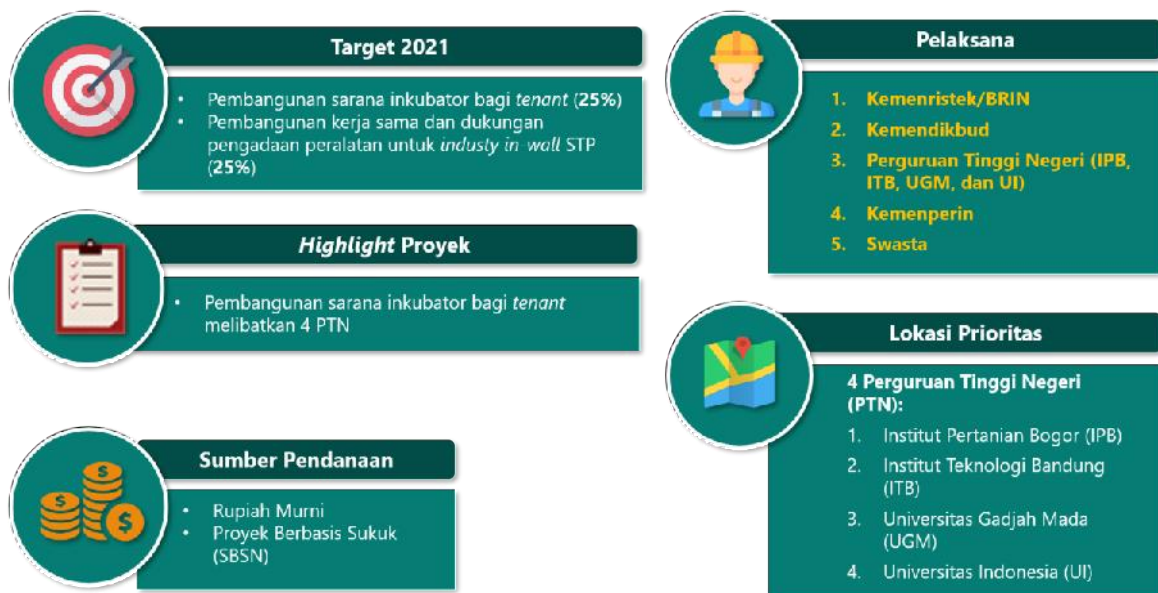 Target 2021
• Pembangunan sarana inkubator bagi tenant (25%)
• Pembangunan kerja sama dan dukungan
pengadaan peralatan untuk industy in-wall STP
(25%)
Highlight Proyek
• Pembangunan sarana inkubator bagi tenant
melibatkan 4 PTN
Sumber Pendanaan
• Rupiah Murni
• Proyek Berbasis Sukuk
(SBSN)
Pelaksana
1. Kemenristek/BRIN
2. Kemendikbud
3. Perguruan Tinggi Negeri (IPB,
ITB, UGM, dan UI)
4. Kemenperin
5. Swasta
Lokasi Prioritas
4 Perguruan Tinggi Negeri
(PTN):
1. Institut Pertanian Bogor (IPB)
2. Institut Teknologi Bandung
(ITB)
3. Universitas Gadjah Mada
(UGM)
4. Universitas Indonesia (UI)